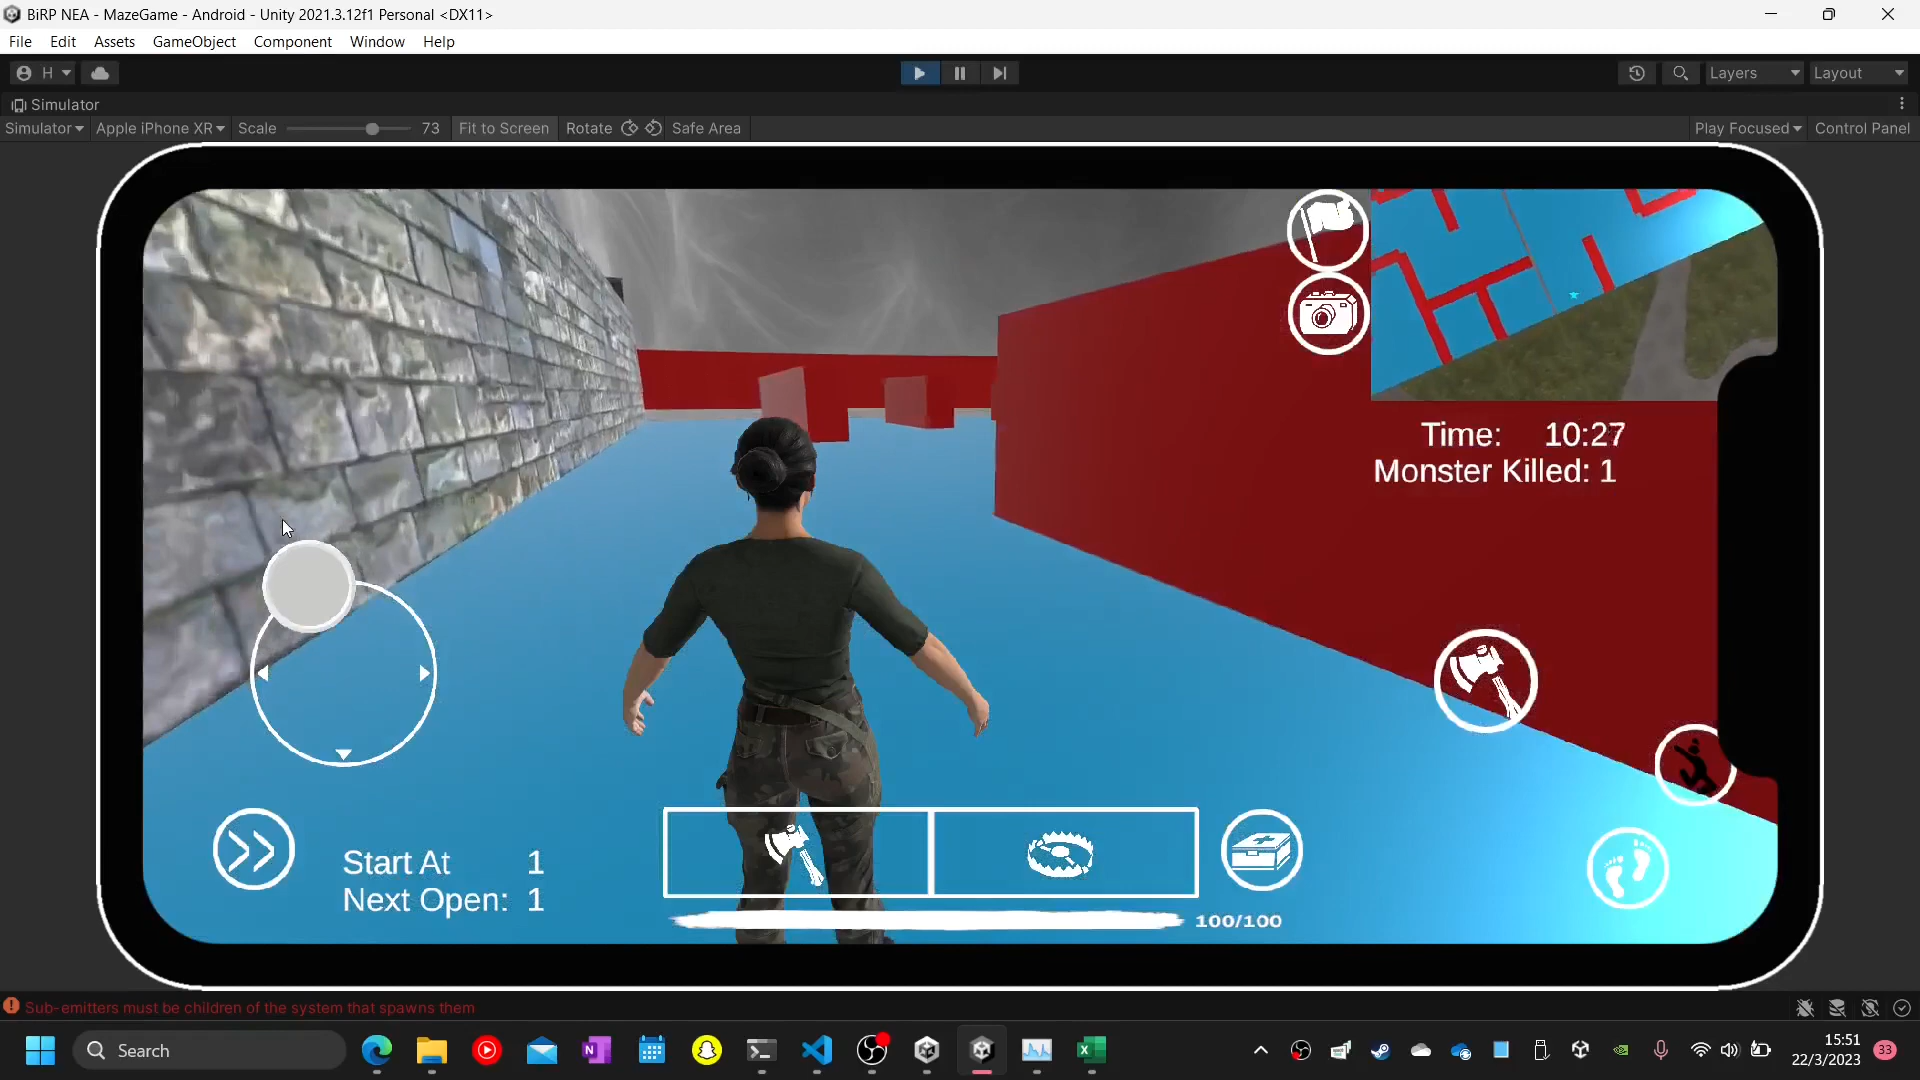 BiRP NEA - MazeGame - Android - Unity 2021.3.12f1 Personal <DX11>
File Edit Assets GameObject Component Window Help
H Layers Layout
Simulator
Simulator Apple iPhone XR Scale 73 Fit to Screen Rotate Safe Area Play Focused Control Panel
Time: 10:27
Monster Killed: 1
Start At 1
Next Open: 1
100/100
Sub-emitters must be children of the system that spawns them
Search
15:51
22/3/2023
33